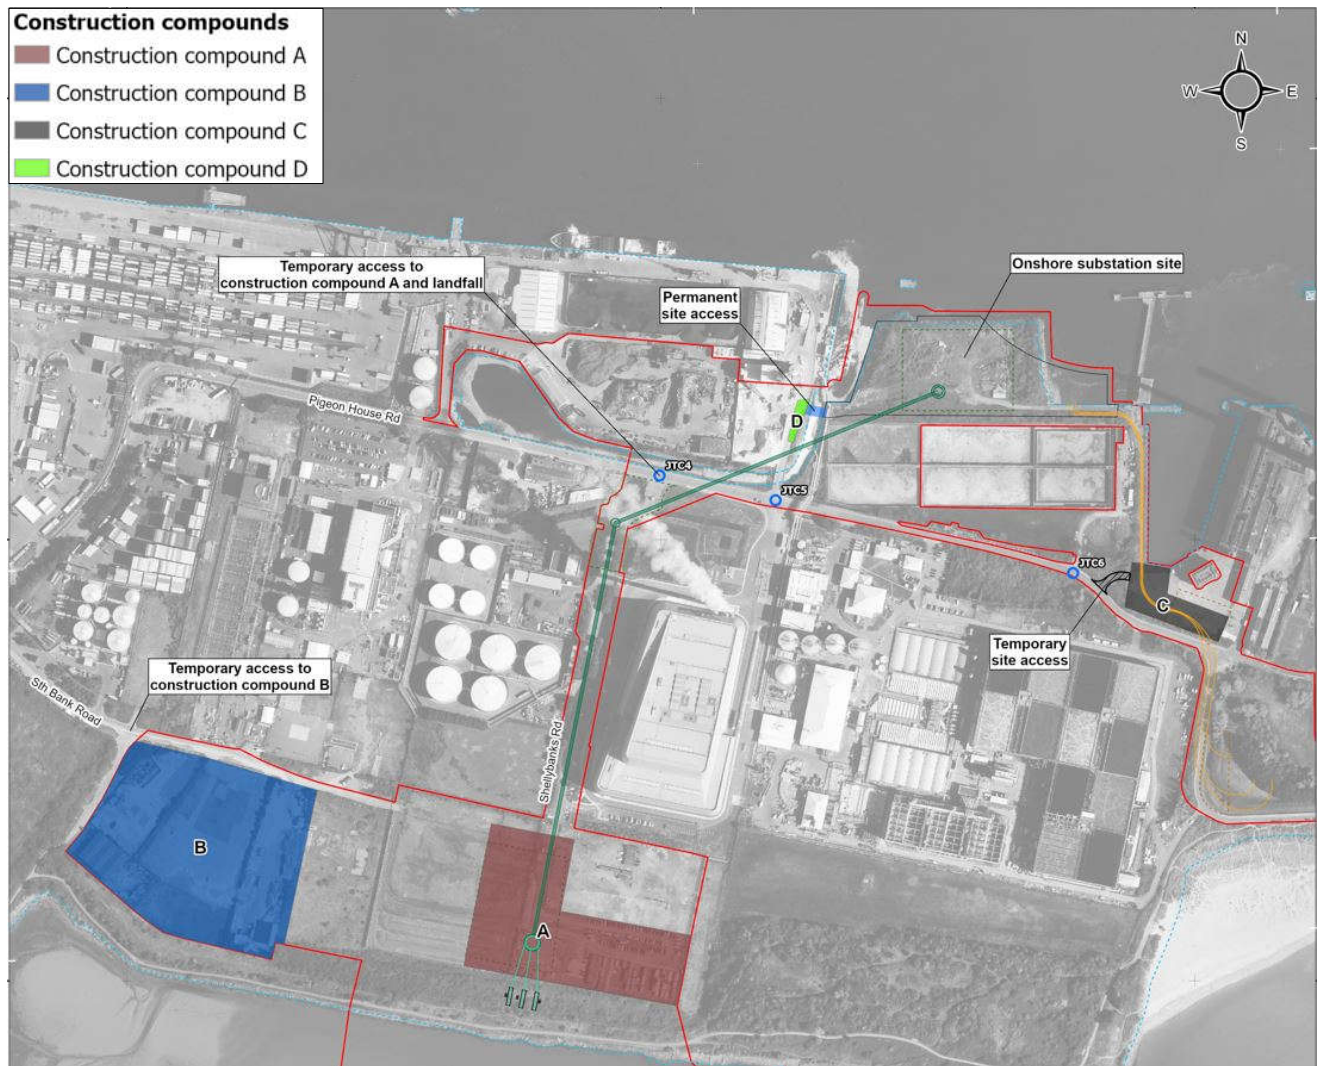 Construction compounds
Construction compound A
Construction compound B
Construction compound C
Construction compound D
N
W
E
S
Temporary access to
construction compound A and landfall
Permanent
site access
Onshore substation site
Pigeon House Rd
D
JTC4
JTC5
JTC6
C
Temporary
site access
Temporary access to
construction compound B
Sth Bank Road
Shellybanks Rd
B
A